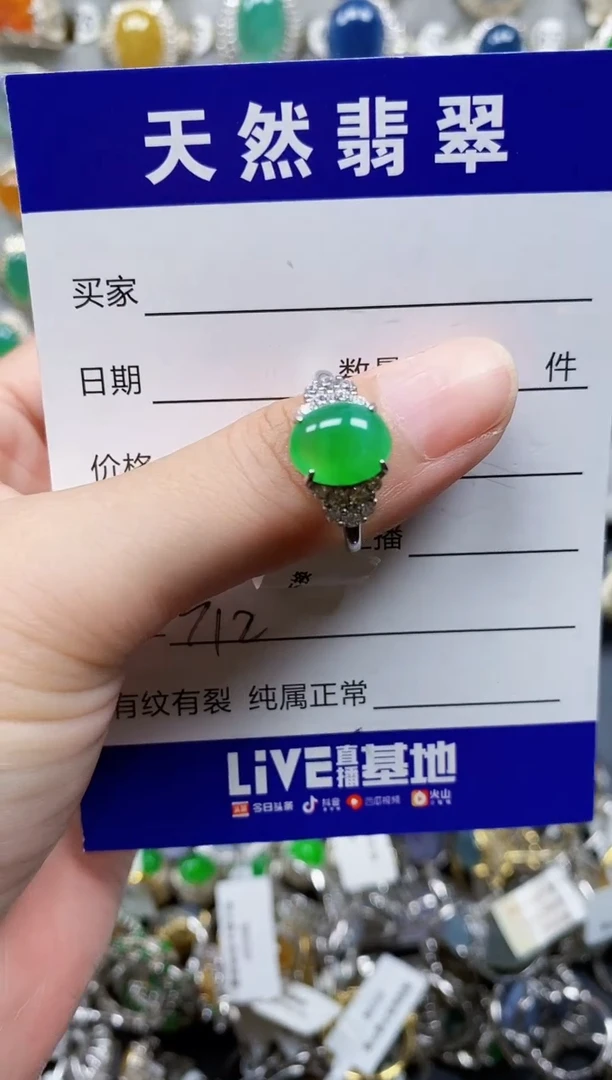 天然翡翠
买家
日期 数量 件
价格
播
712
有纹有裂 纯属正常
LiVE直播基地
今日头条 抖音 西瓜视频 火山